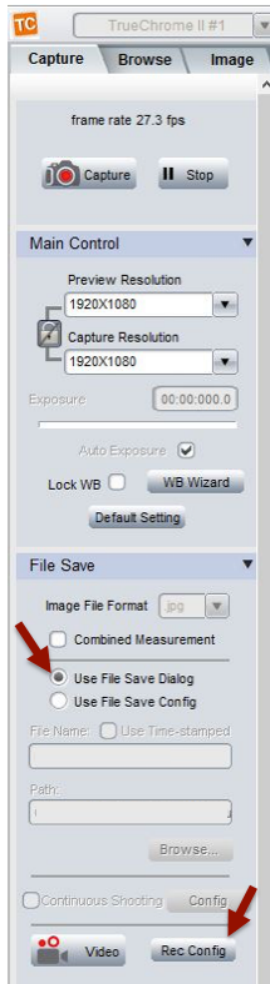 TC TrueChrome II #1
Capture Browse Image
frame rate 27.3 fps
Capture Stop
Main Control
Preview Resolution
1920X1080
Capture Resolution
1920X1080
Exposure 00:00:000.0
Auto Exposure
Lock WB WB Wizard
Default Setting
File Save
Image File Format .jpg
Combined Measurement
Use File Save Dialog
Use File Save Config
File Name: Use Time-stamped
Path:
Browse...
Continuous Shooting Config
Video Rec Config